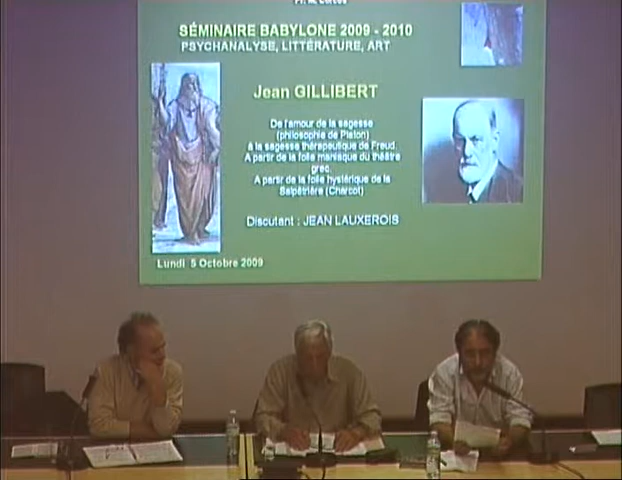 SÉMINAIRE BABYLONE 2009 - 2010
PSYCHANALYSE, LITTÉRATURE, ART
Jean GILLIBERT
De l'amour de la sagesse
(philosophie de Platon)
à la sagesse thérapeutique de Freud.
A partir de la folie maniaque du théâtre
grec.
A partir de la folie hystérique de la
Salpêtrière (Charcot)
Discutant : JEAN LAUXEROIS
Lundi 5 Octobre 2009